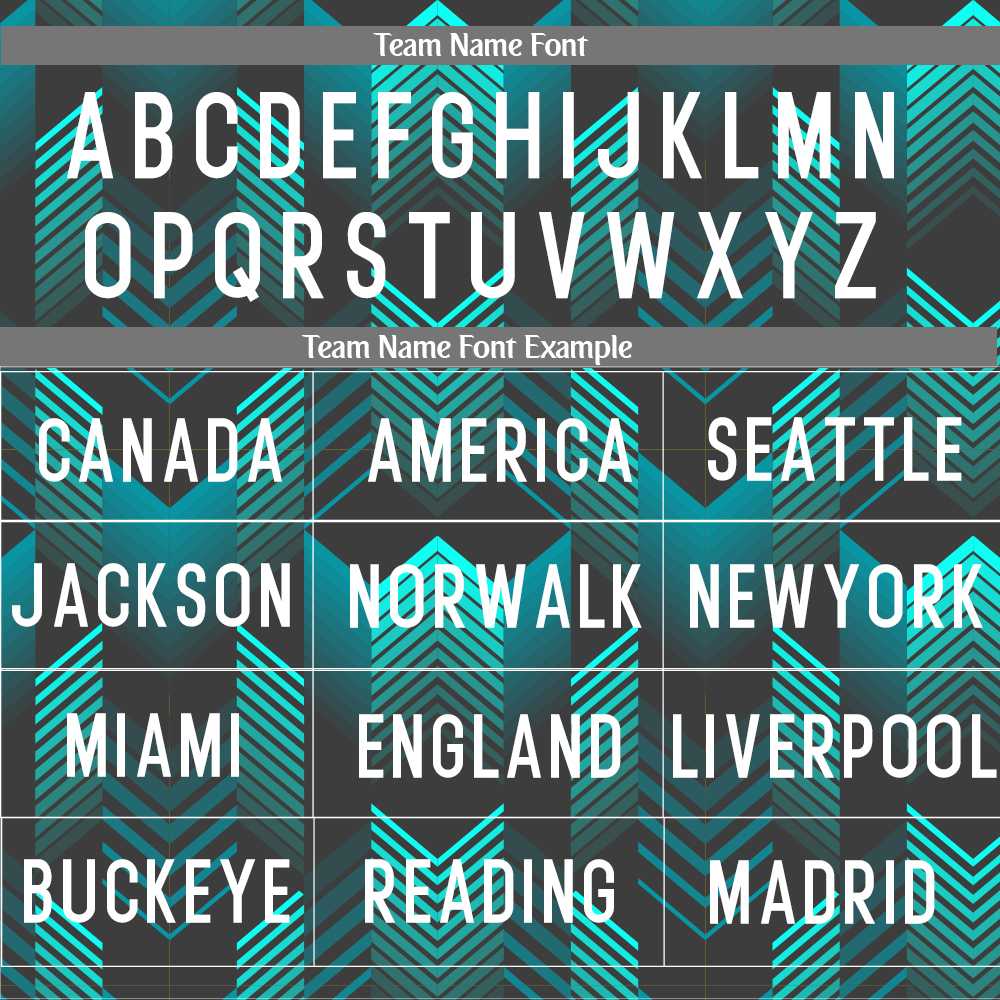 Team Name Font
ABCDEFGHIJKLMN
OPQRSTUVWXYZ
Team Name Font Example
CANADA AMERICA SEATTLE
JACKSON NORWALK NEWYORK
MIAMI ENGLAND LIVERPOOL
BUCKEYE READING MADRID